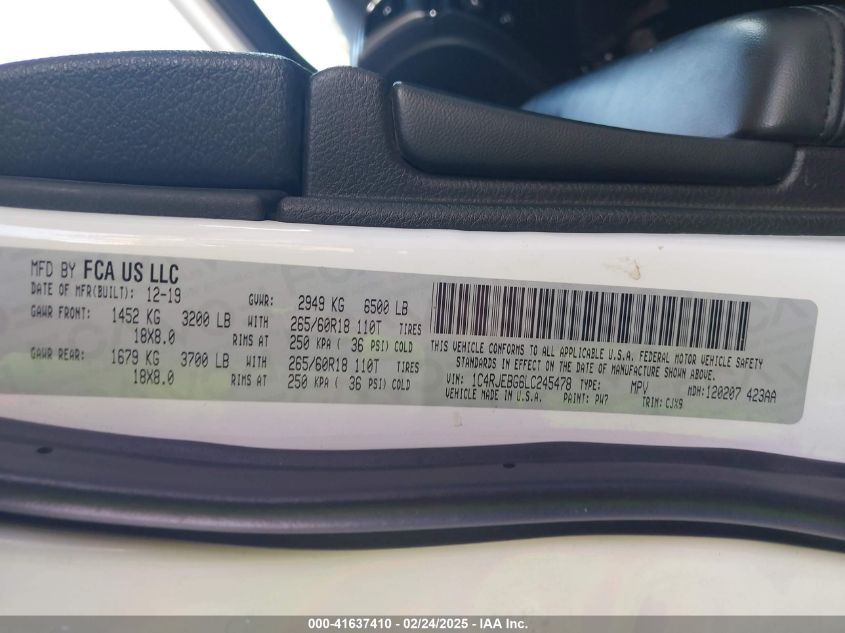 MFD BY FCA US LLC
DATE OF MFR(BUILT): 12-19 GVWR: 2949 KG 6500 LB
GAWR FRONT: 1452 KG 3200 LB WITH 265/60R18 110T TIRES
18X8.0 RIMS AT 250 KPA ( 36 PSI) COLD
GAWR REAR: 1679 KG 3700 LB WITH 265/60R18 110T TIRES
18X8.0 RIMS AT 250 KPA ( 36 PSI) COLD
THIS VEHICLE CONFORMS TO ALL APPLICABLE U.S.A. FEDERAL MOTOR VEHICLE SAFETY
STANDARDS IN EFFECT ON THE DATE OF MANUFACTURE SHOWN ABOVE.
VIN: 1C4RJEBG6LC245478 TYPE: MPV MDH:120207 423AA
VEHICLE MADE IN U.S.A. PAINT: PW7 TRIM: CJX9
000-41637410 - 02/24/2025 - IAA Inc.